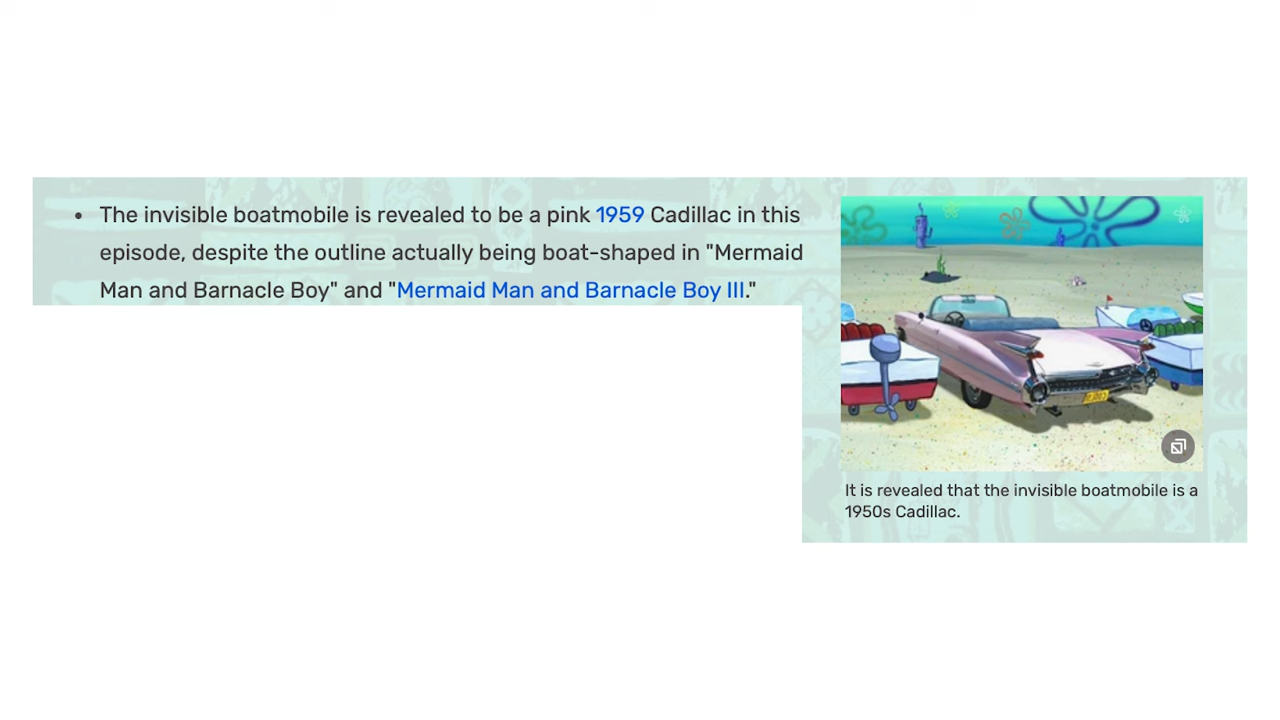 • The invisible boatmobile is revealed to be a pink 1959 Cadillac in this
episode, despite the outline actually being boat-shaped in "Mermaid
Man and Barnacle Boy" and "Mermaid Man and Barnacle Boy III."
It is revealed that the invisible boatmobile is a
1950s Cadillac.